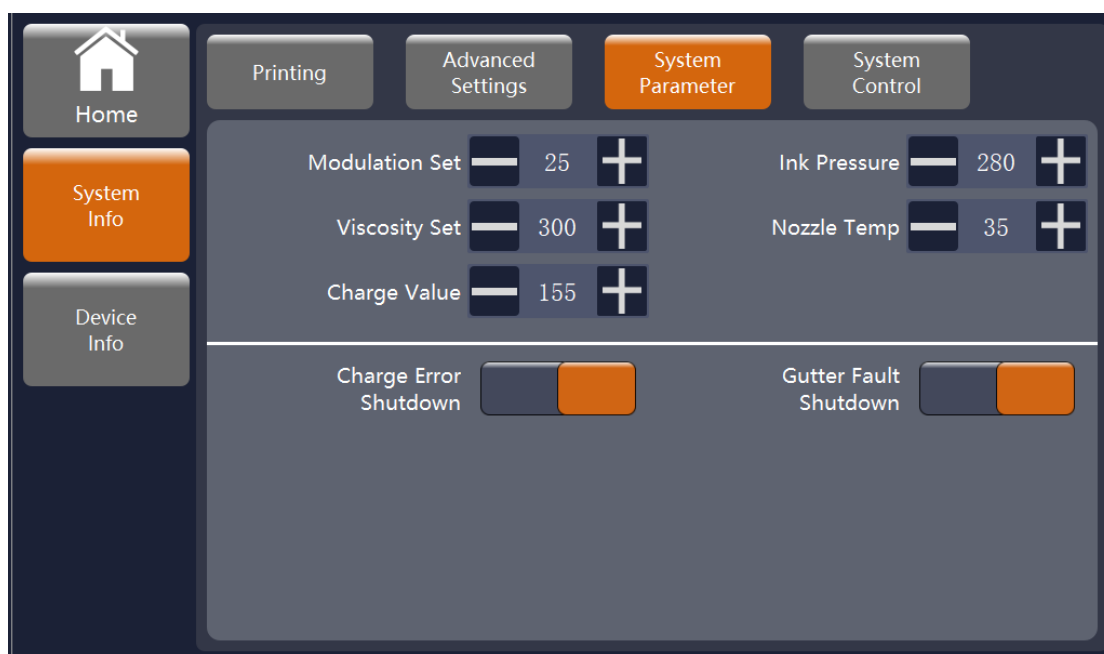 Home
System
Info
Device
Info
Printing
Advanced
Settings
System
Parameter
System
Control
Modulation Set 25
Ink Pressure 280
Viscosity Set 300
Nozzle Temp 35
Charge Value 155
Charge Error
Shutdown
Gutter Fault
Shutdown